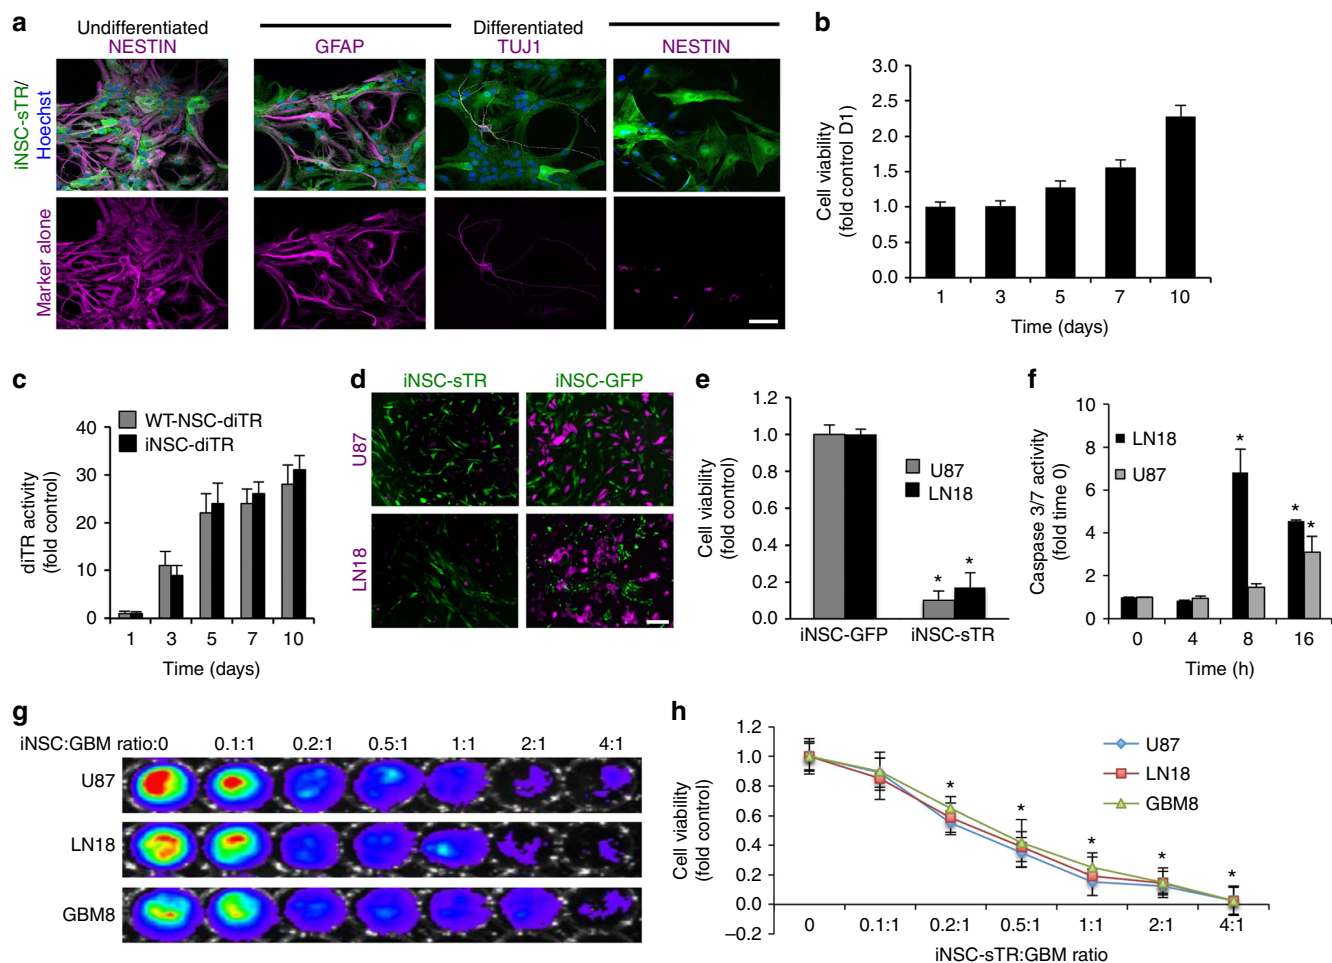 a
Undifferentiated
Differentiated
NESTIN
GFAP
TUJ1
NESTIN
iNSC-sTR/
Hoechst
Marker alone
b
Cell viability
(fold control D1)
3.0
2.5
2.0
1.5
1.0
0.5
0.0
1 3 5 7 10
Time (days)
c
WT-NSC-diTR
iNSC-diTR
diTR activity
(fold control)
40
30
20
10
0
1 3 5 7 10
Time (days)
d
iNSC-sTR iNSC-GFP
U87
LN18
e
Cell viability
(fold control)
1.2
1.0
0.8
0.6
0.4
0.2
0.0
U87
LN18
* *
iNSC-GFP iNSC-sTR
f
Caspase 3/7 activity
(fold time 0)
10
8
6
4
2
0
LN18
U87
*
* *
0 4 8 16
Time (h)
g
iNSC:GBM ratio:0 0.1:1 0.2:1 0.5:1 1:1 2:1 4:1
U87
LN18
GBM8
h
Cell viability
(fold control)
1.2
1.0
0.8
0.6
0.4
0.2
0.0
–0.2
U87
LN18
GBM8
* * * * *
0 0.1:1 0.2:1 0.5:1 1:1 2:1 4:1
iNSC-sTR:GBM ratio